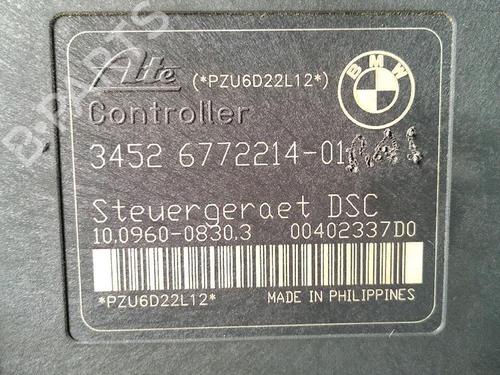 Ate
(*PZU6D22L12*)
BMW
Controller
3452 6772214-01
Steuergeraet DSC
10.0960-0830.3 00402337D0
*PZU6D22L12*
MADE IN PHILIPPINES
B-PARTS